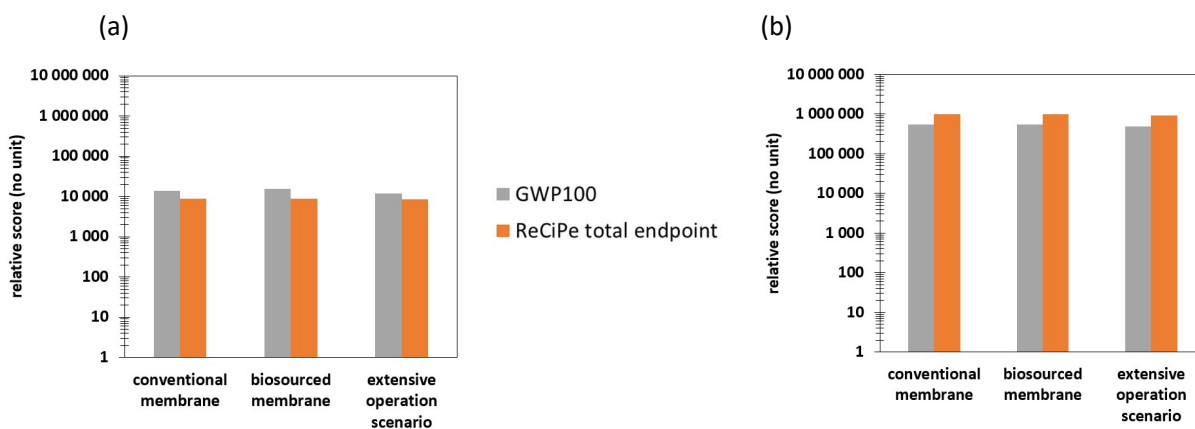 (a)
10 000 000
1 000 000
100 000
10 000
1 000
100
10
1
relative score (no unit)
conventional
membrane
biosourced
membrane
extensive
operation
scenario
GWP100
ReCiPe total endpoint
(b)
10 000 000
1 000 000
100 000
10 000
1 000
100
10
1
relative score (no unit)
conventional
membrane
biosourced
membrane
extensive
operation
scenario